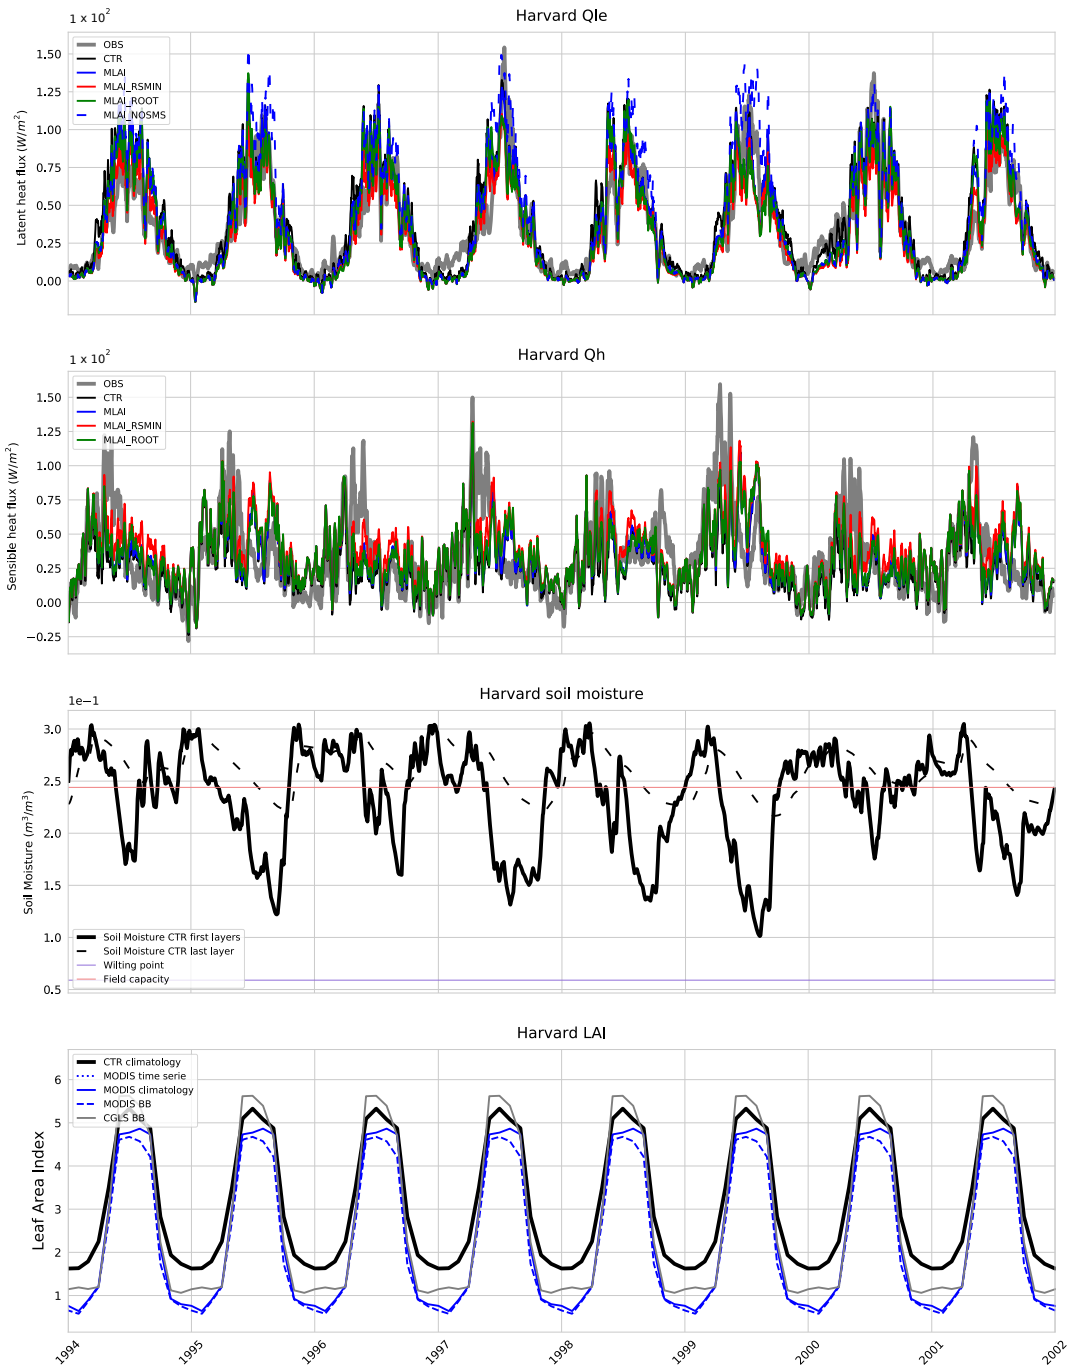 Harvard Qle
1 x 10²
OBS
CTR
MLAI
MLAI_RSMIN
MLAI_ROOT
MLAI_NOSMS
1.50
1.25
1.00
0.75
0.50
0.25
0.00
Latent heat flux (W/m²)
Harvard Qh
1 x 10²
OBS
CTR
MLAI
MLAI_RSMIN
MLAI_ROOT
1.50
1.25
1.00
0.75
0.50
0.25
0.00
−0.25
Sensible heat flux (W/m²)
Harvard soil moisture
1e−1
3.0
2.5
2.0
1.5
1.0
0.5
Soil Moisture (m³/m³)
Soil Moisture CTR first layers
Soil Moisture CTR last layer
Wilting point
Field capacity
Harvard LAI
CTR climatology
MODIS time serie
MODIS climatology
MODIS BB
CGLS BB
6
5
4
3
2
1
Leaf Area Index
1994
1995
1996
1997
1998
1999
2000
2001
2002